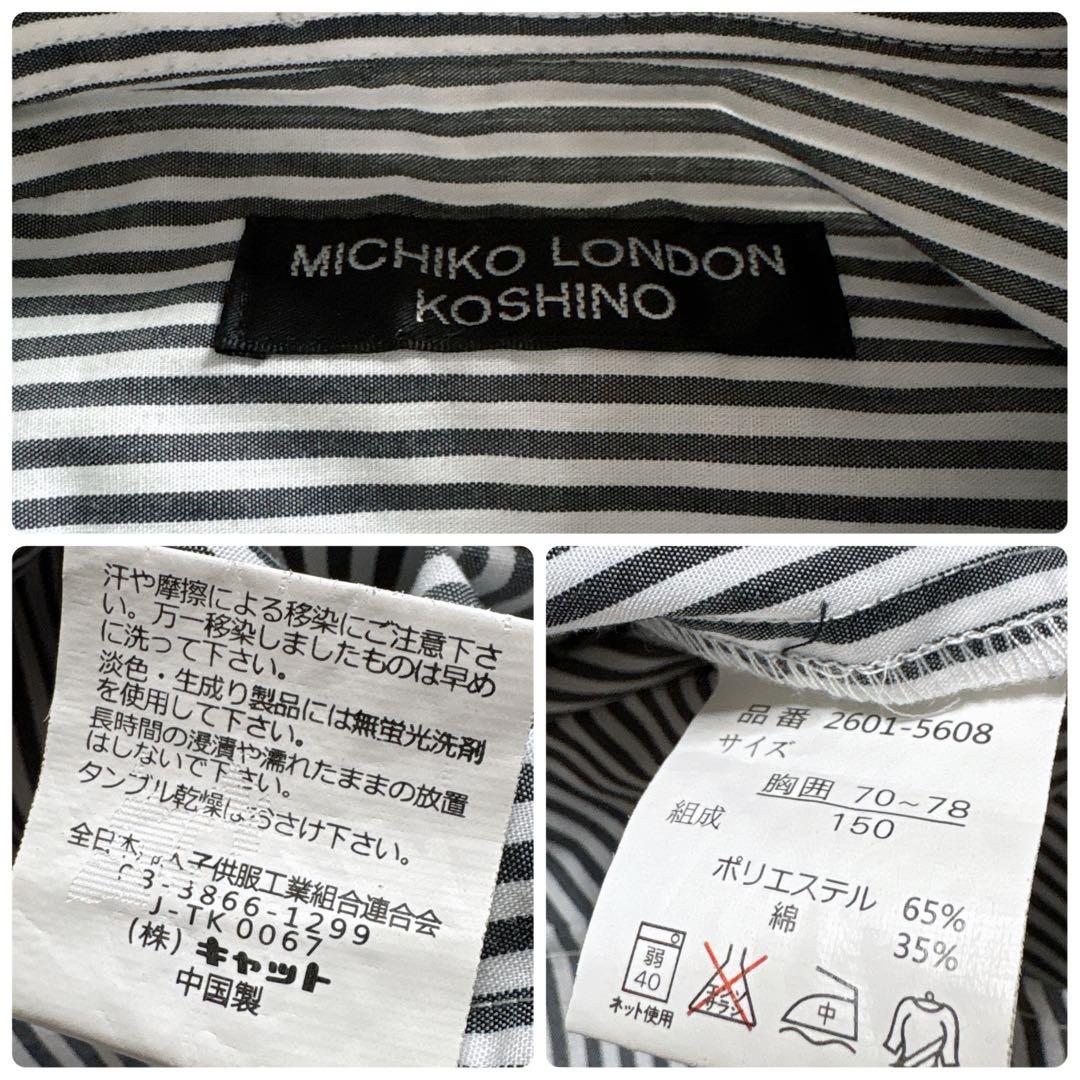 MICHIKO LONDON
KOSHINO
汗や摩擦による移染にご注意下さ
い。万一移染しましたものは早め
に洗って下さい。
淡色・生成り製品には無蛍光洗剤
を使用して下さい。
長時間の浸漬や濡れたままの放置
はしないで下さい。
タンブル乾燥はおさけ下さい。
全日本 子供服工業組合連合会
03-3866-1299
J-TK 0067
(株) キャット
中国製
品番 2601-5608
サイズ
胸囲 70~78
150
組成
ポリエステル 65%
綿 35%
弱
40
ネット使用
エンソ
サラシ
中